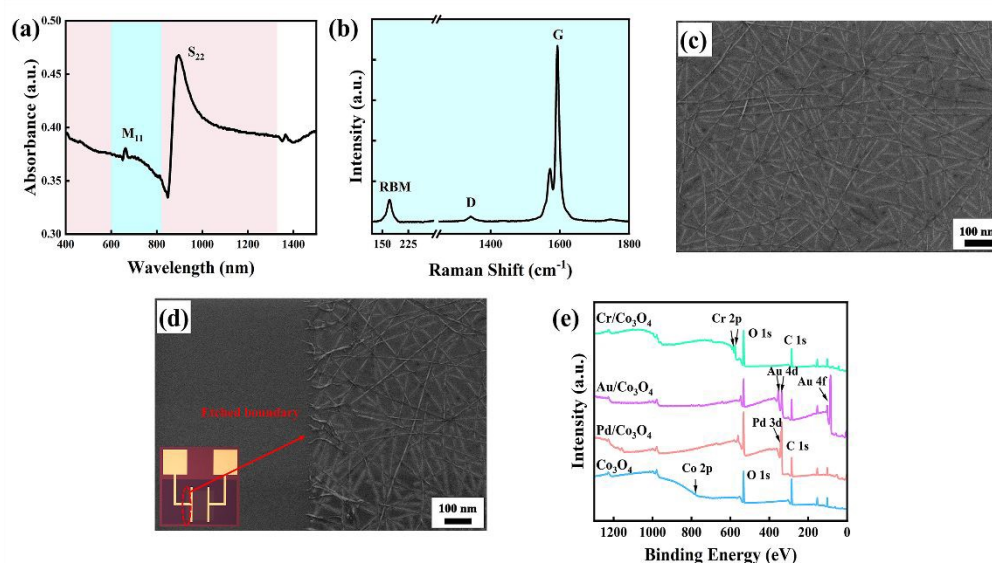 (a)
0.50
0.45
0.40
0.35
0.30
Absorbance (a.u.)
M₁₁
S₂₂
400 600 800 1000 1200 1400
Wavelength (nm)
(b)
Intensity (a.u.)
RBM
D
G
150 225 1400 1600 1800
Raman Shift (cm⁻¹)
(c)
100 nm
(d)
Etched boundary
100 nm
(e)
Intensity (a.u.)
Cr/Co₃O₄
Cr 2p
O 1s
C 1s
Au/Co₃O₄
Au 4d
Au 4f
Pd/Co₃O₄
Pd 3d
C 1s
Co₃O₄
Co 2p
O 1s
1200 1000 800 600 400 200 0
Binding Energy (eV)